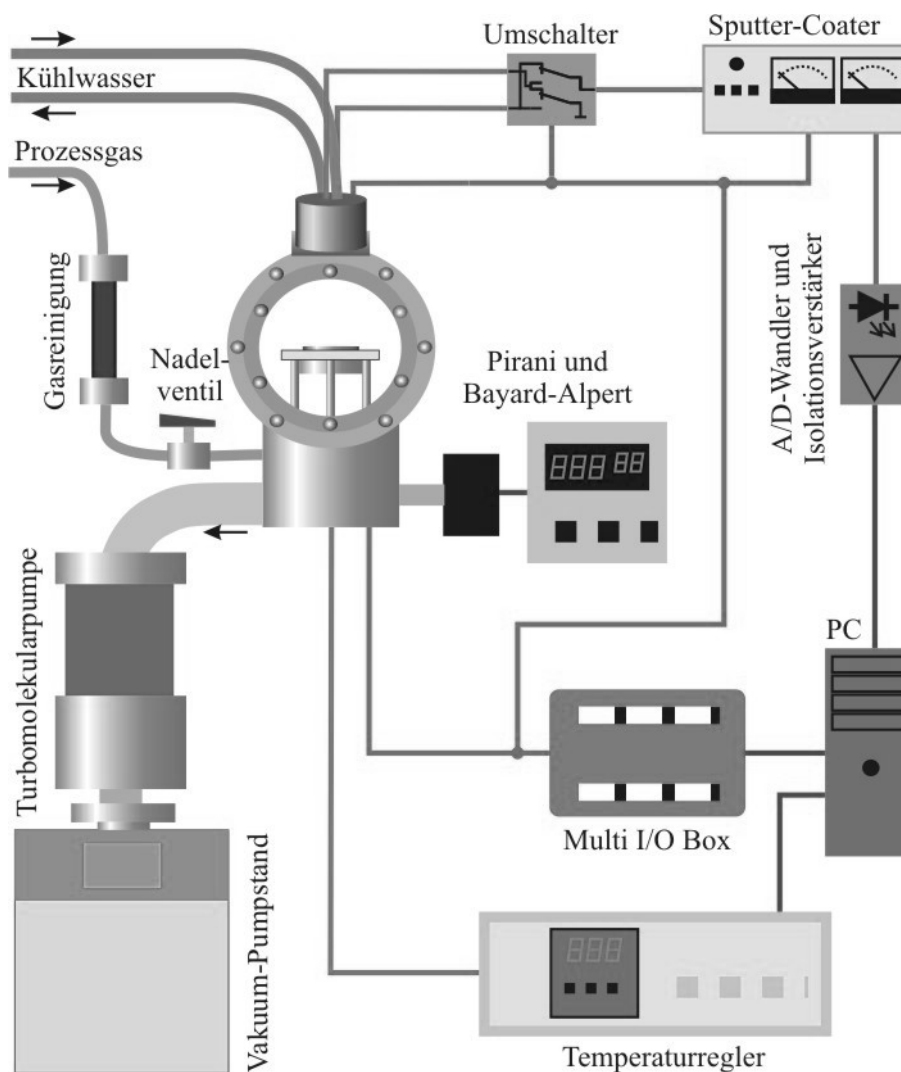 Umschalter
Sputter-Coater
Kühlwasser
Prozessgas
Gasreinigung
Nadel-
ventil
Pirani und
Bayard-Alpert
A/D-Wandler und
Isolationsverstärker
Turbomolekularpumpe
PC
Multi I/O Box
Vakuum-Pumpstand
Temperaturregler